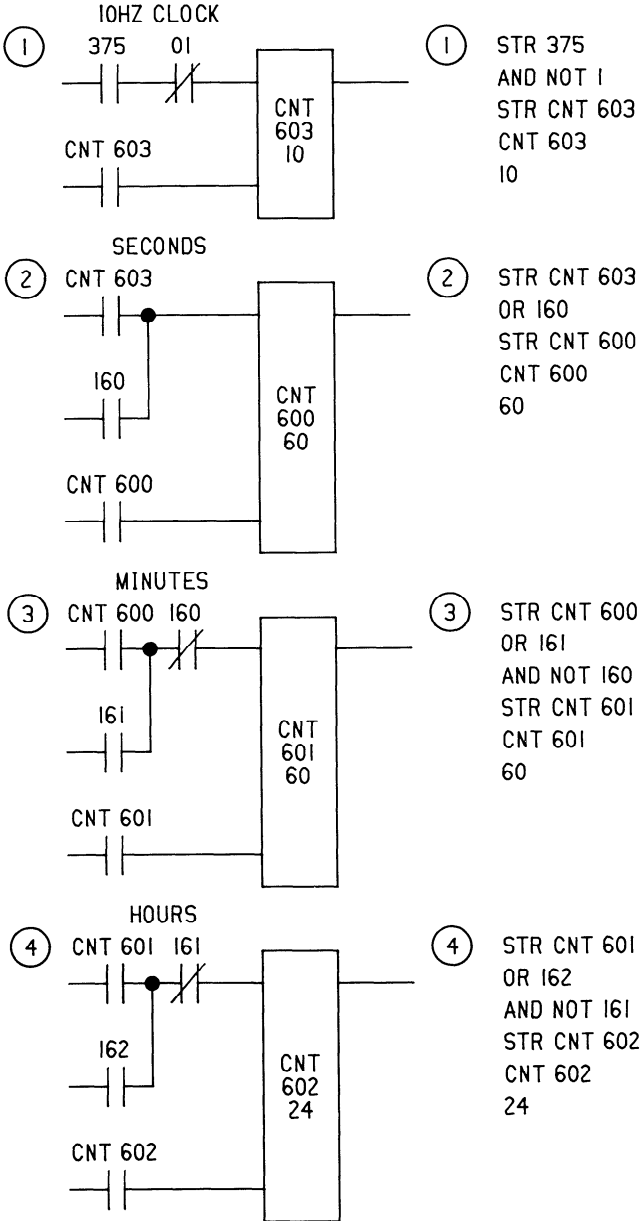 10HZ CLOCK
1
375 01
CNT
603
10
CNT 603
1
STR 375
AND NOT 1
STR CNT 603
CNT 603
10
SECONDS
2
CNT 603
160
CNT
600
60
CNT 600
2
STR CNT 603
OR 160
STR CNT 600
CNT 600
60
MINUTES
3
CNT 600 160
161
CNT
601
60
CNT 601
3
STR CNT 600
OR 161
AND NOT 160
STR CNT 601
CNT 601
60
HOURS
4
CNT 601 161
162
CNT
602
24
CNT 602
4
STR CNT 601
OR 162
AND NOT 161
STR CNT 602
CNT 602
24